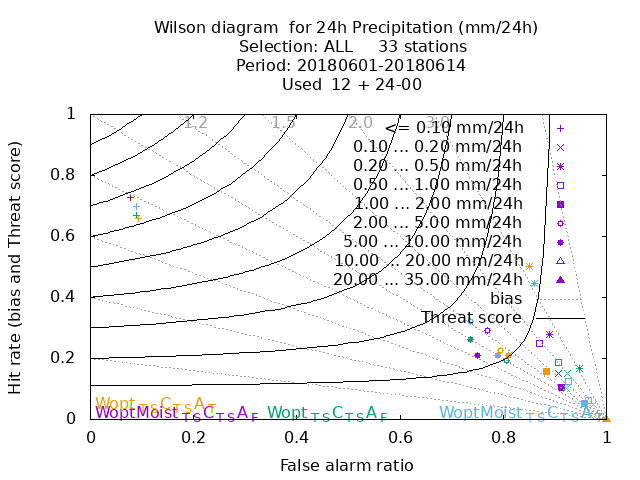 Wilson diagram  for 24h Precipitation (mm/24h)
Selection: ALL     33 stations
Period: 20180601-20180614
Used  12 + 24-00
1.2 1.5 2.0 3.0
<= 0.10 mm/24h
0.10 ... 0.20 mm/24h
0.20 ... 0.50 mm/24h
0.50 ... 1.00 mm/24h
1.00 ... 2.00 mm/24h
2.00 ... 5.00 mm/24h
5.00 ... 10.00 mm/24h
10.00 ... 20.00 mm/24h
20.00 ... 35.00 mm/24h
bias
Threat score
1
0.8
0.6
0.4
0.2
0
Hit rate (bias and Threat score)
Wopt_TSCTSAT
WoptMoist_TSCTSAF Wopt_TSCTSAF WoptMoist_TSCTSA
0 0.2 0.4 0.6 0.8 1
False alarm ratio